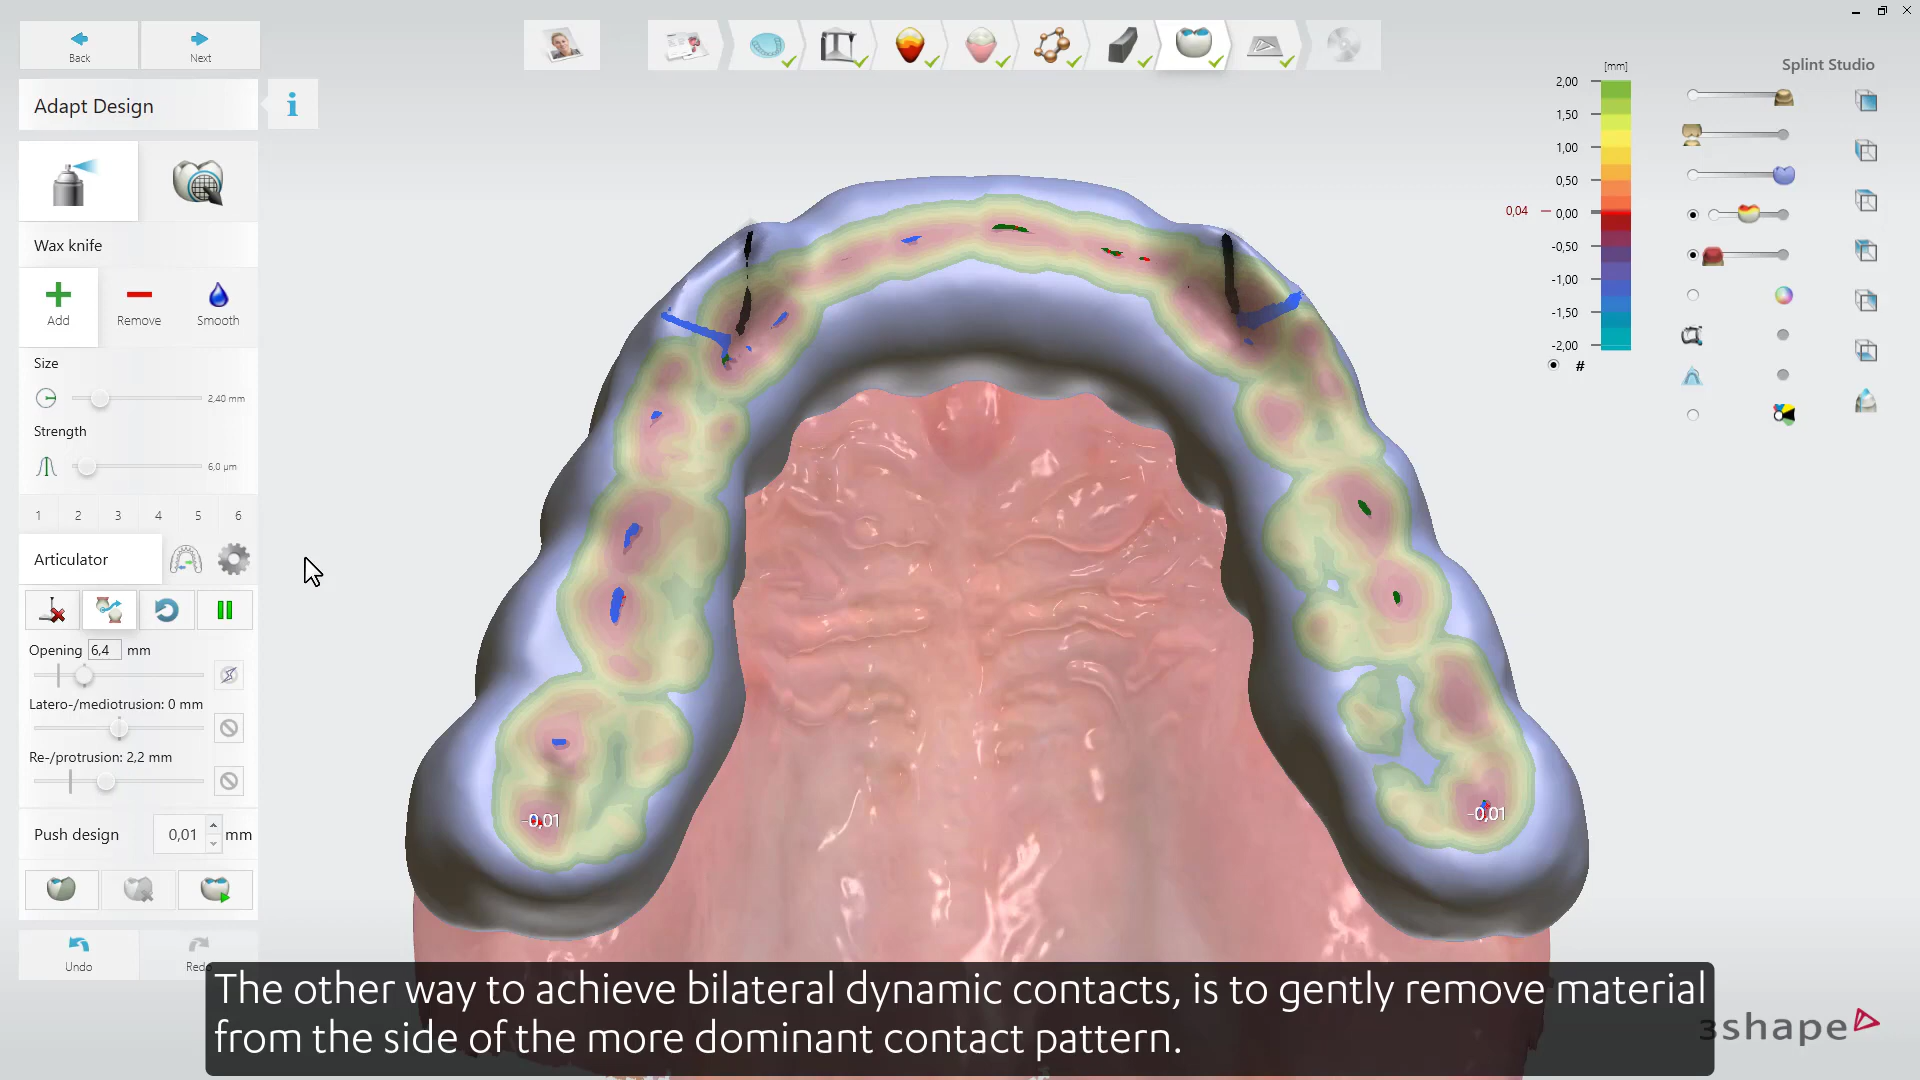 Back
Next
Adapt Design
i
Wax knife
Add
Remove
Smooth
Size
2,40 mm
Strength
6,0 µm
1 2 3 4 5 6
Articulator
Opening 6,4 mm
Latero-/mediotrusion: 0 mm
Re-/protrusion: 2,2 mm
Push design 0,01 mm
Undo
Redo
[mm]
2,00
1,50
1,00
0,50
0,04
0,00
-0,50
-1,00
-1,50
-2,00
#
Splint Studio
-0,01
-0,01
The other way to achieve bilateral dynamic contacts, is to gently remove material
from the side of the more dominant contact pattern.
3shape